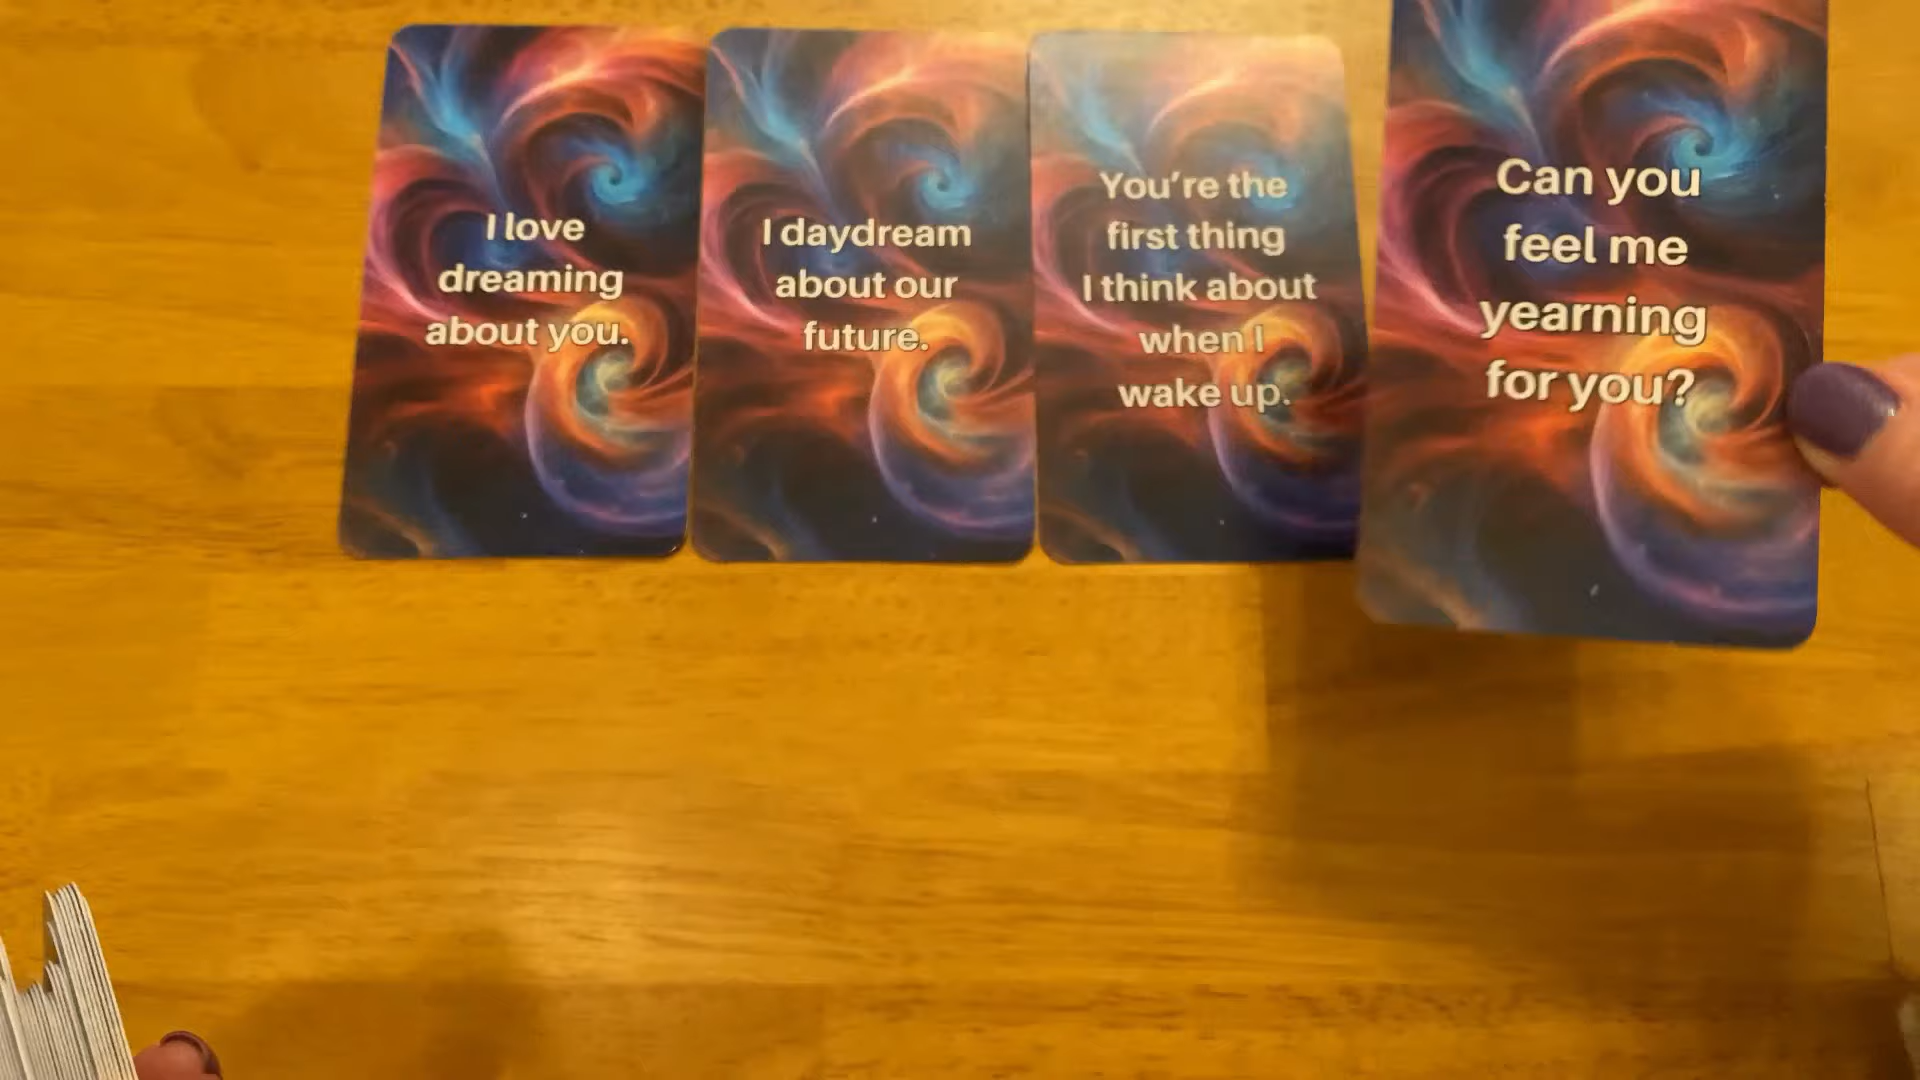 I love
dreaming
about you.
I daydream
about our
future.
You're the
first thing
I think about
when I
wake up.
Can you
feel me
yearning
for you?